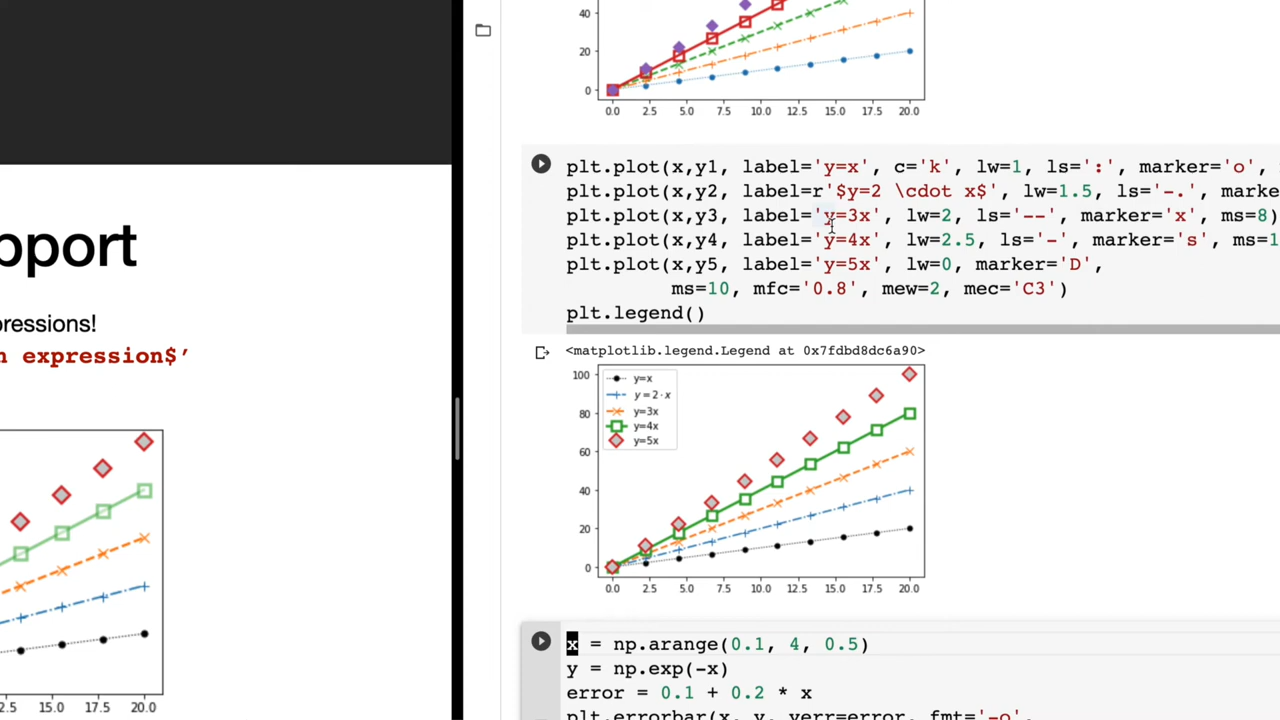 pport
ressions!
n expression$’
12.5 15.0 17.5 20.0
40
20
0
0.0 2.5 5.0 7.5 10.0 12.5 15.0 17.5 20.0
plt.plot(x,y1, label='y=x', c='k', lw=1, ls=':', marker='o',
plt.plot(x,y2, label=r'$y=2 \cdot x$', lw=1.5, ls='-.', marke
plt.plot(x,y3, label='y=3x', lw=2, ls='--', marker='x', ms=8)
plt.plot(x,y4, label='y=4x', lw=2.5, ls='-', marker='s', ms=1
plt.plot(x,y5, label='y=5x', lw=0, marker='D',
ms=10, mfc='0.8', mew=2, mec='C3')
plt.legend()
<matplotlib.legend.Legend at 0x7fdbd8dc6a90>
100
80
60
40
20
0
y=x
y = 2 · x
y=3x
y=4x
y=5x
0.0 2.5 5.0 7.5 10.0 12.5 15.0 17.5 20.0
x = np.arange(0.1, 4, 0.5)
y = np.exp(-x)
error = 0.1 + 0.2 * x
plt.errorbar(x, y, yerr=error, fmt='-o',